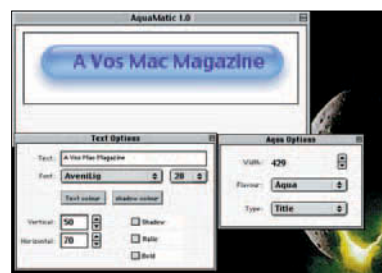 AquaMatic 1.0
A Vos Mac Magazine
Text Options
Text: A Vos Mac Magazine
Font: AveniLig 28
Text colour shadow colour
Vertical: 50 Shadow
Horizontal: 70 Italic
Bold
Aqua Options
Width: 429
Flavour: Aqua
Type: Title